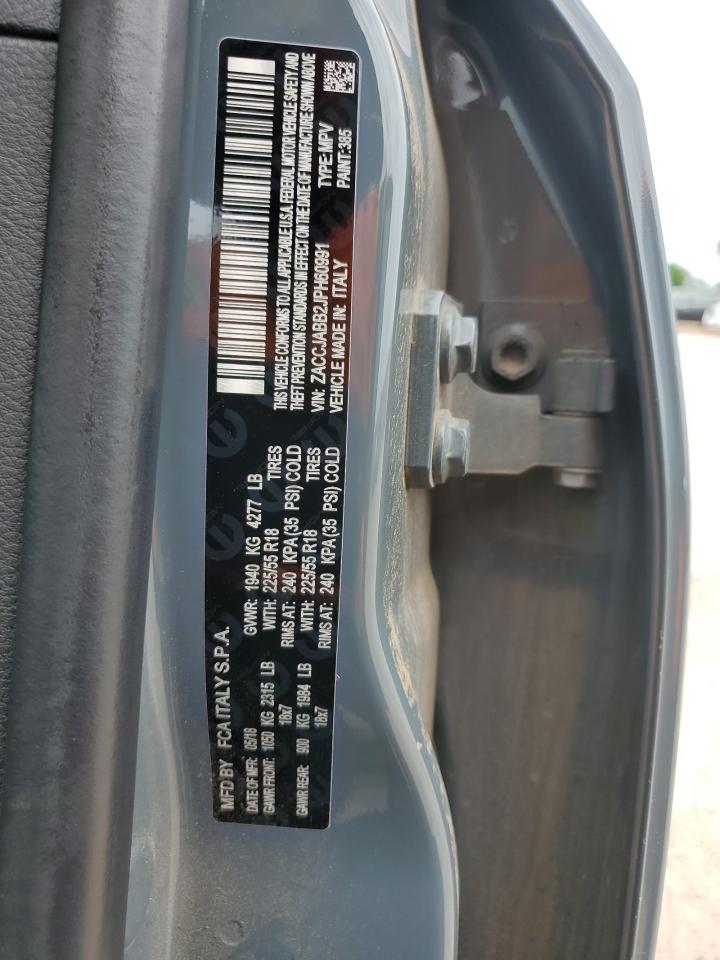 MFD BY FCA ITALY S.P.A.
DATE OF MFR: 05/18 GVWR: 1940 KG 4277 LB
GAWR FRONT: 1050 KG 2315 LB WITH: 225/55 R18 TIRES
18x7 RIMS AT: 240 KPA (35 PSI) COLD
GAWR REAR: 900 KG 1984 LB WITH: 225/55 R18 TIRES
18x7 RIMS AT: 240 KPA (35 PSI) COLD
THIS VEHICLE CONFORMS TO ALL APPLICABLE U.S.A. FEDERAL MOTOR VEHICLE SAFETY AND
THEFT PREVENTION STANDARDS IN EFFECT ON THE DATE OF MANUFACTURE SHOWN ABOVE
VIN: ZACCJABB2JPH60991 TYPE: MPV
VEHICLE MADE IN: ITALY PAINT: 385